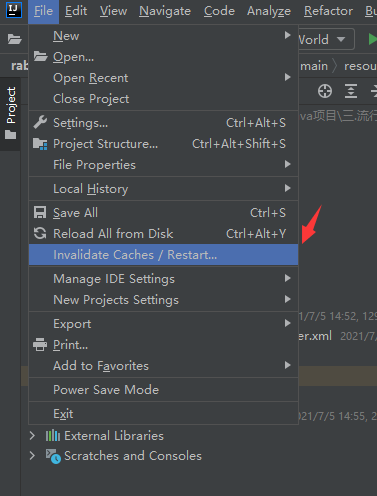 IJ File Edit View Navigate Code Analyze Refactor B
New World
Open...
rab main resou
Open Recent
Close Project
Project
Settings... Ctrl+Alt+S
va项目\三.流行
Project Structure... Ctrl+Alt+Shift+S
File Properties
Local History
Save All Ctrl+S
Reload All from Disk Ctrl+Alt+Y
Invalidate Caches / Restart...
Manage IDE Settings
New Projects Settings
/7/5 14:52, 129
Export
er.xml 2021/7/
Print...
Add to Favorites
Power Save Mode
Exit
021/7/5 14:55, 2
External Libraries
Scratches and Consoles